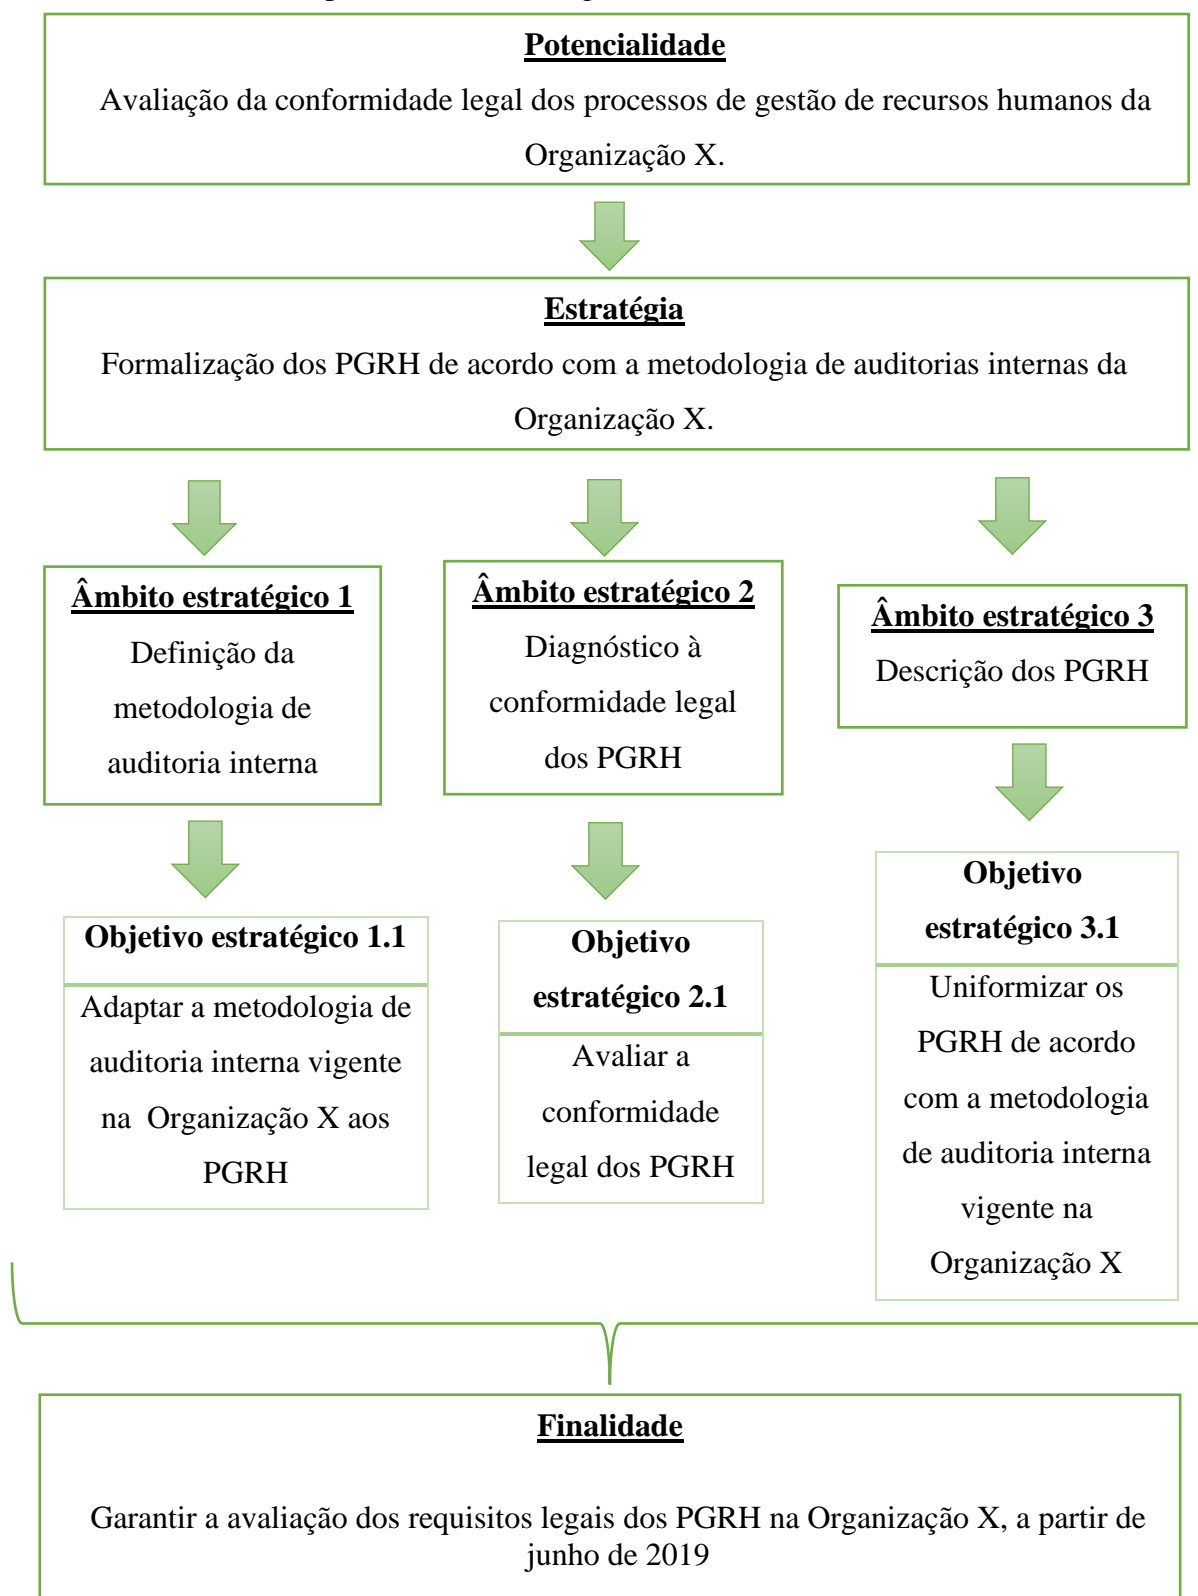 Potencialidade
Avaliação da conformidade legal dos processos de gestão de recursos humanos da
Organização X.
Estratégia
Formalização dos PGRH de acordo com a metodologia de auditorias internas da
Organização X.
Âmbito estratégico 1
Definição da
metodologia de
auditoria interna
Âmbito estratégico 2
Diagnóstico à
conformidade legal
dos PGRH
Âmbito estratégico 3
Descrição dos PGRH
Objetivo estratégico 1.1
Adaptar a metodologia de
auditoria interna vigente
na Organização X aos
PGRH
Objetivo
estratégico 2.1
Avaliar a
conformidade
legal dos PGRH
Objetivo
estratégico 3.1
Uniformizar os
PGRH de acordo
com a metodologia
de auditoria interna
vigente na
Organização X
Finalidade
Garantir a avaliação dos requisitos legais dos PGRH na Organização X, a partir de
junho de 2019